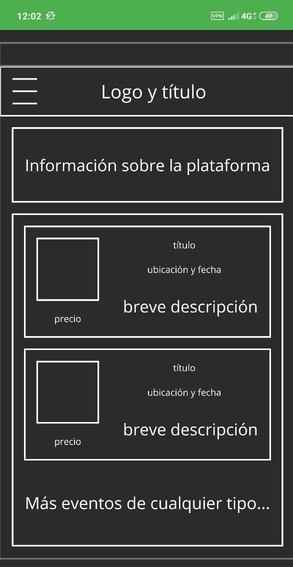 12:02 VPN 4G 49
Logo y título
Información sobre la plataforma
título
ubicación y fecha
breve descripción
precio
título
ubicación y fecha
breve descripción
precio
Más eventos de cualquier tipo...